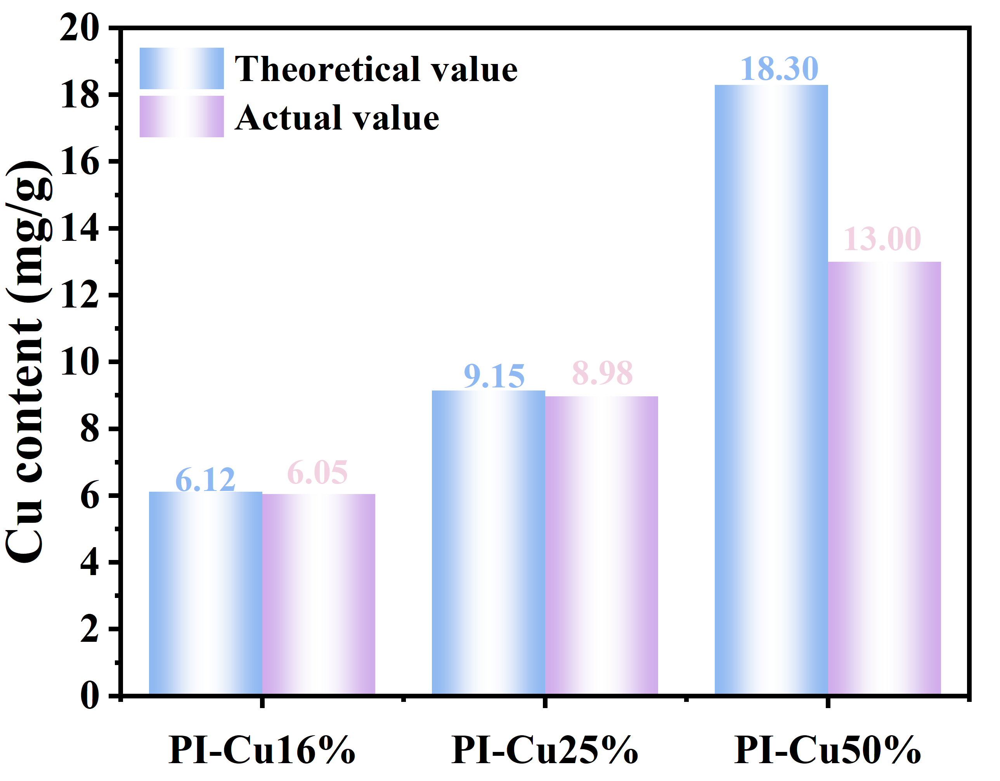 Cu content (mg/g)
20
18
16
14
12
10
8
6
4
2
0
Theoretical value
Actual value
6.12
6.05
9.15
8.98
18.30
13.00
PI-Cu16%
PI-Cu25%
PI-Cu50%